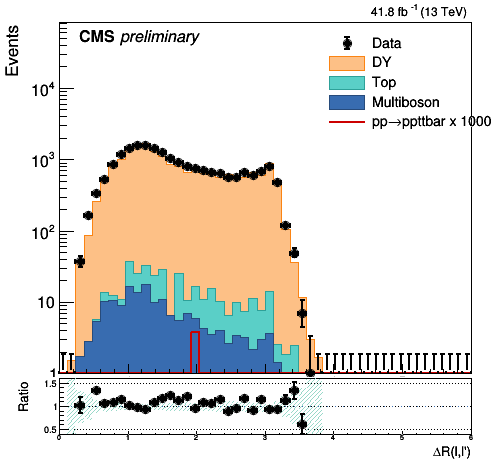 41.8 fb⁻¹ (13 TeV)
CMS preliminary
Events
Data
DY
Top
Multiboson
pp→ppttbar x 1000
10⁴
10³
10²
10
1
Ratio
1.5
1
0.5
0 1 2 3 4 5 6
ΔR(l,l')